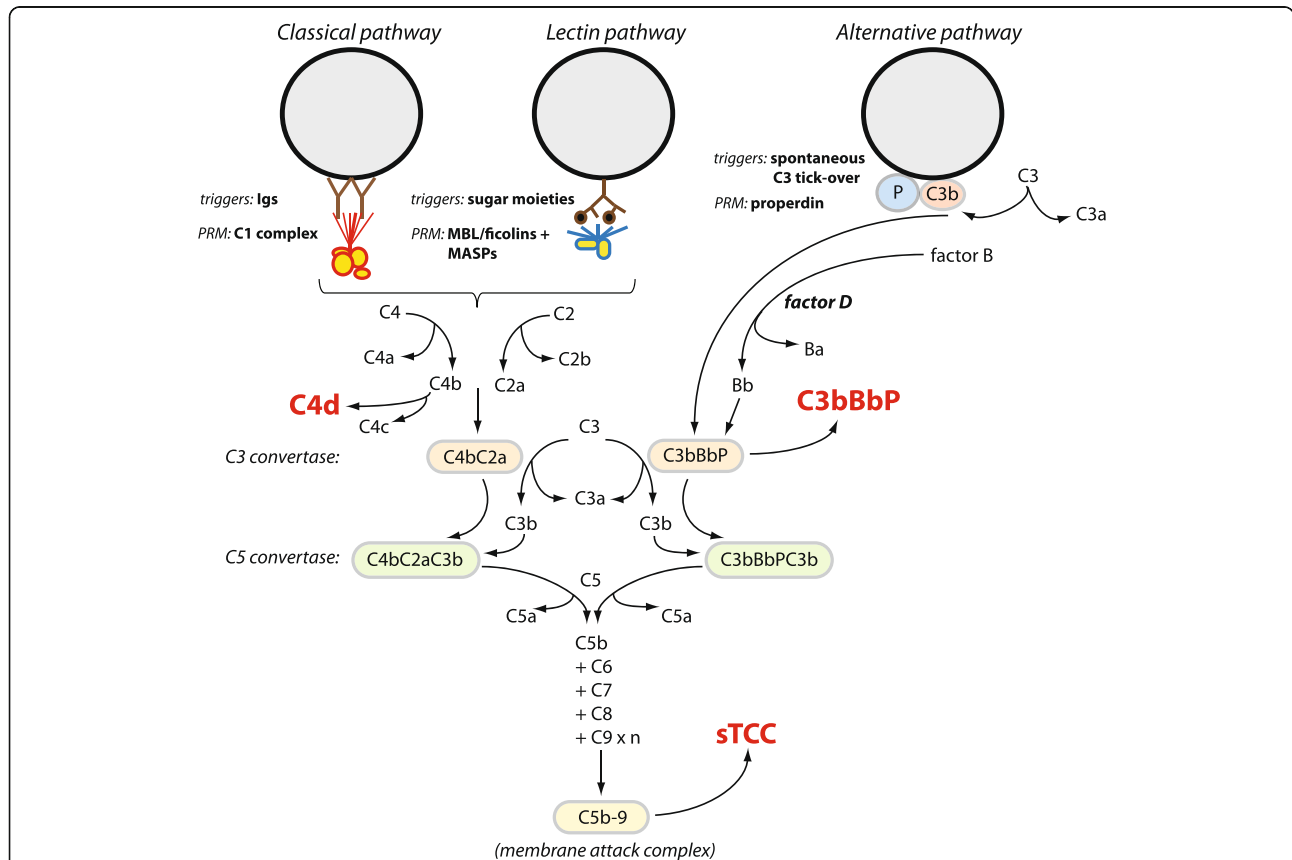 Classical pathway
Lectin pathway
Alternative pathway
triggers: Igs
PRM: C1 complex
triggers: sugar moieties
PRM: MBL/ficolins +
MASPs
triggers: spontaneous
C3 tick-over
PRM: properdin
P
C3b
C3
C3a
factor B
factor D
Ba
Bb
C4
C2
C4a
C2b
C4b
C2a
C4d
C4c
C3bBbP
C3 convertase:
C4bC2a
C3
C3bBbP
C3a
C3b
C3b
C5 convertase:
C4bC2aC3b
C3bBbPC3b
C5
C5a
C5a
C5b
+ C6
+ C7
+ C8
+ C9 x n
sTCC
C5b-9
(membrane attack complex)